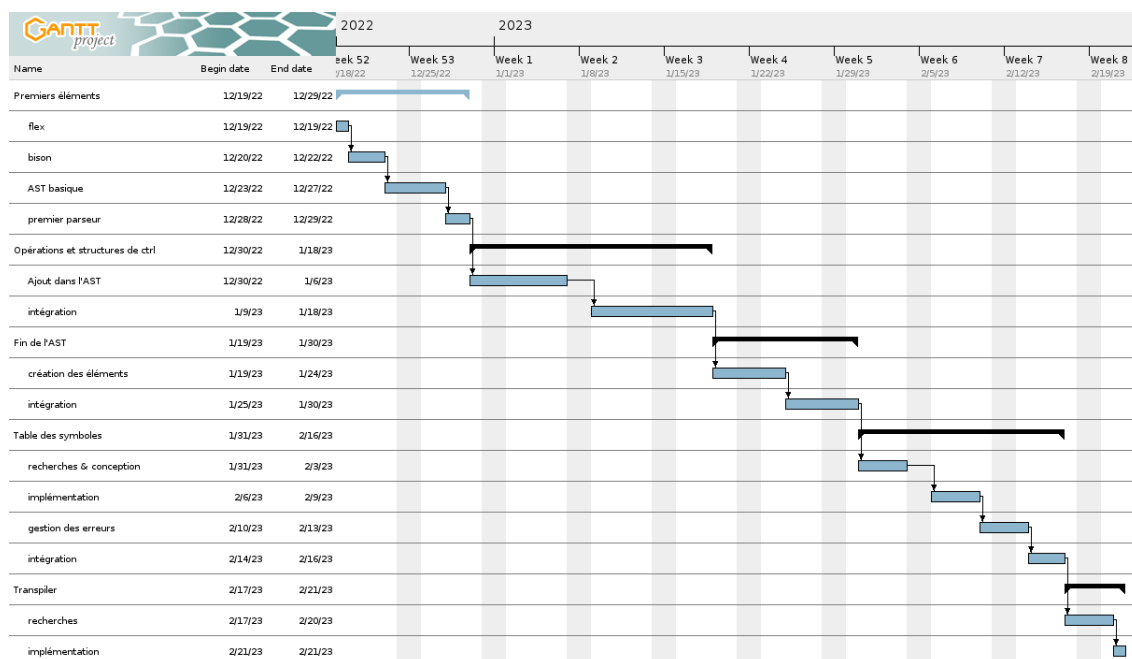 GANTT project
2022 2023
Name Begin date End date
eek 52 Week 53 Week 1 Week 2 Week 3 Week 4 Week 5 Week 6 Week 7 Week 8
/18/22 12/25/22 1/1/23 1/8/23 1/15/23 1/22/23 1/29/23 2/5/23 2/12/23 2/19/23
Premiers éléments 12/19/22 12/29/22
flex 12/19/22 12/19/22
bison 12/20/22 12/22/22
AST basique 12/23/22 12/27/22
premier parseur 12/28/22 12/29/22
Opérations et structures de ctrl 12/30/22 1/18/23
Ajout dans l'AST 12/30/22 1/6/23
intégration 1/9/23 1/18/23
Fin de l'AST 1/19/23 1/30/23
création des éléments 1/19/23 1/24/23
intégration 1/25/23 1/30/23
Table des symboles 1/31/23 2/16/23
recherches & conception 1/31/23 2/3/23
implémentation 2/6/23 2/9/23
gestion des erreurs 2/10/23 2/13/23
intégration 2/14/23 2/16/23
Transpiler 2/17/23 2/21/23
recherches 2/17/23 2/20/23
implémentation 2/21/23 2/21/23